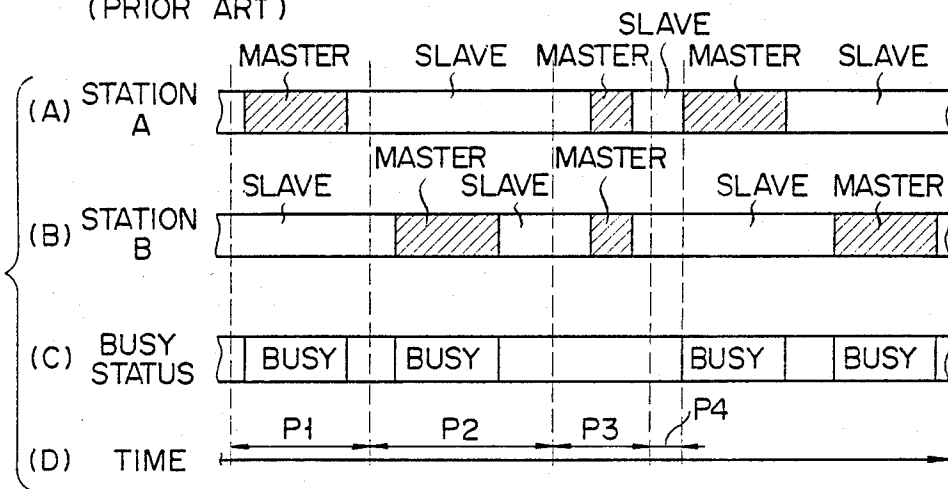 (PRIOR ART)
SLAVE
MASTER SLAVE MASTER MASTER SLAVE
(A) STATION A
MASTER MASTER
SLAVE SLAVE SLAVE MASTER
(B) STATION B
(C) BUSY STATUS BUSY BUSY BUSY BUSY
P1 P2 P3 P4
(D) TIME